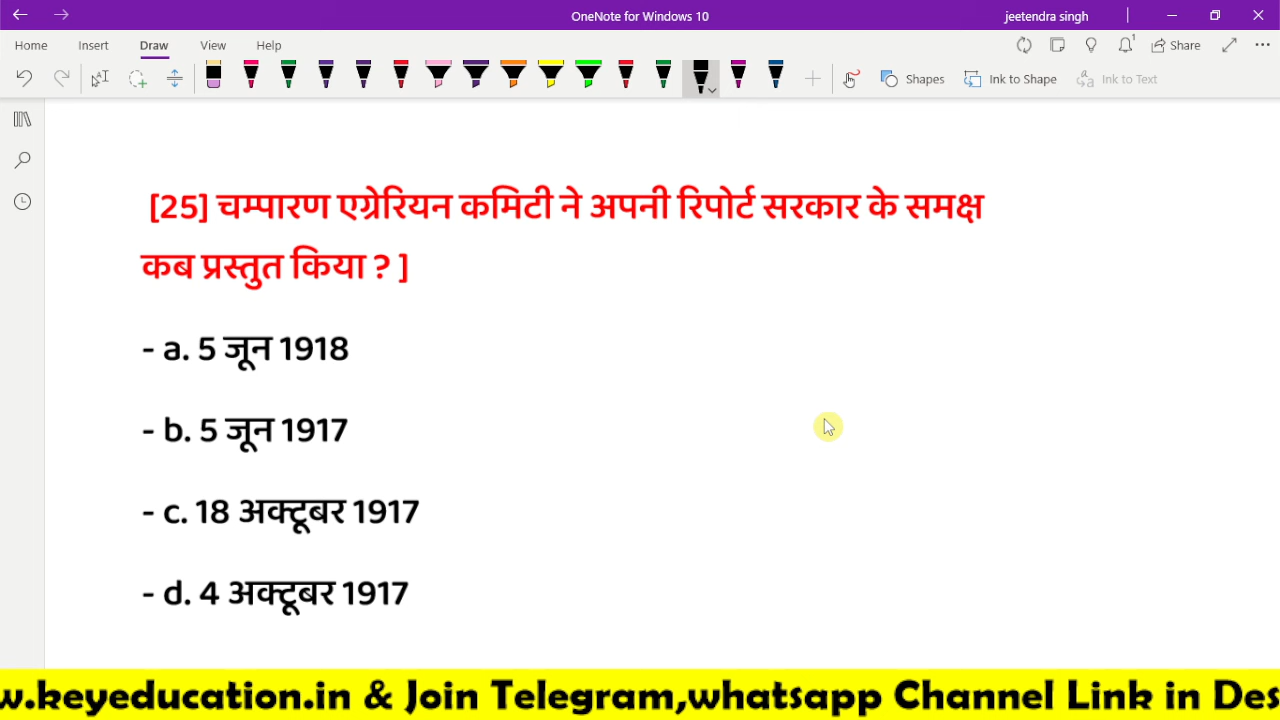 OneNote for Windows 10
jeetendra singh
Home Insert Draw View Help
1
Share
Shapes Ink to Shape Ink to Text
[25] चम्पारण एग्रेरियन कमिटी ने अपनी रिपोर्ट सरकार के समक्ष
कब प्रस्तुत किया ? ]
- a. 5 जून 1918
- b. 5 जून 1917
- c. 18 अक्टूबर 1917
- d. 4 अक्टूबर 1917
w.keyeducation.in & Join Telegram,whatsapp Channel Link in Des